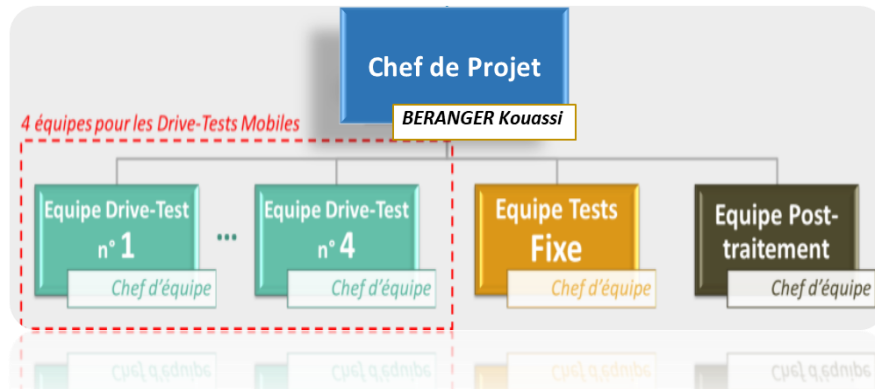 Chef de Projet
BERANGER Kouassi
4 équipes pour les Drive-Tests Mobiles
Equipe Drive-Test
n° 1
Chef d'équipe
...
Equipe Drive-Test
n° 4
Chef d'équipe
Equipe Tests
Fixe
Chef d'équipe
Equipe Post-
traitement
Chef d'équipe